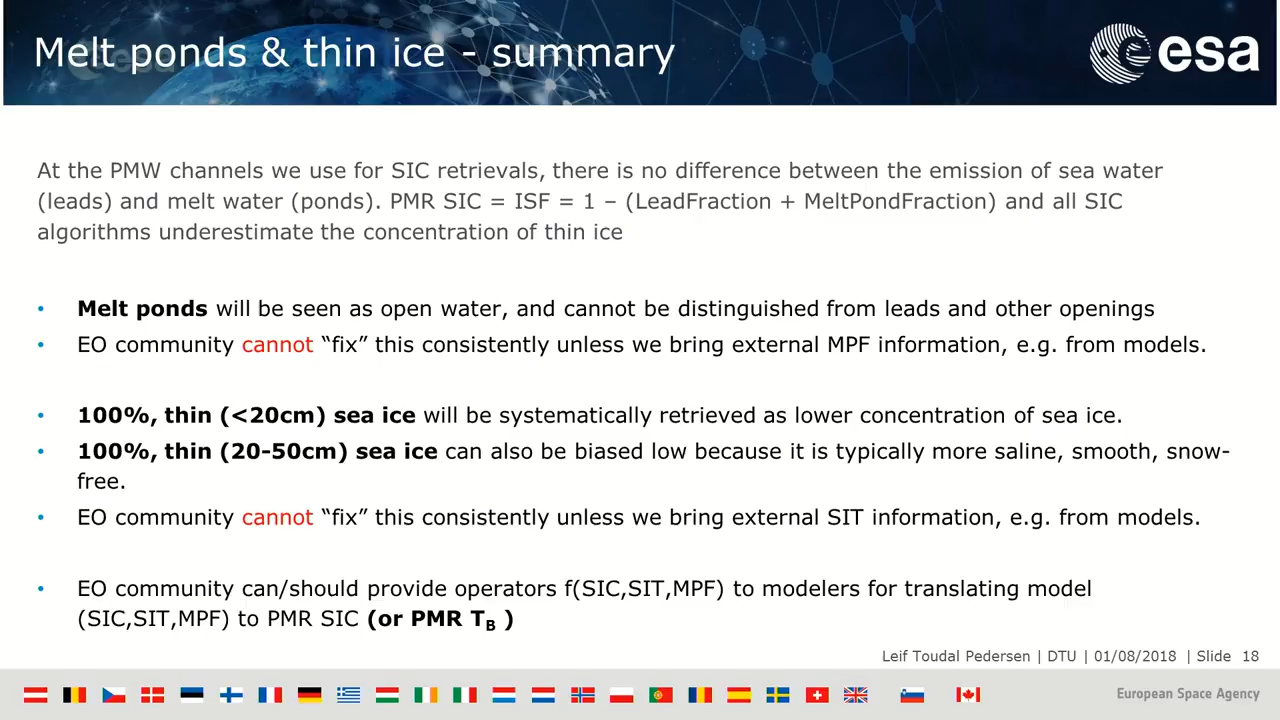 Melt ponds & thin ice - summary
esa
At the PMW channels we use for SIC retrievals, there is no difference between the emission of sea water
(leads) and melt water (ponds). PMR SIC = ISF = 1 – (LeadFraction + MeltPondFraction) and all SIC
algorithms underestimate the concentration of thin ice
• Melt ponds will be seen as open water, and cannot be distinguished from leads and other openings
• EO community cannot “fix” this consistently unless we bring external MPF information, e.g. from models.
• 100%, thin (<20cm) sea ice will be systematically retrieved as lower concentration of sea ice.
• 100%, thin (20-50cm) sea ice can also be biased low because it is typically more saline, smooth, snow-
free.
• EO community cannot “fix” this consistently unless we bring external SIT information, e.g. from models.
• EO community can/should provide operators f(SIC,SIT,MPF) to modelers for translating model
(SIC,SIT,MPF) to PMR SIC (or PMR TB )
Leif Toudal Pedersen | DTU | 01/08/2018 | Slide 18
European Space Agency